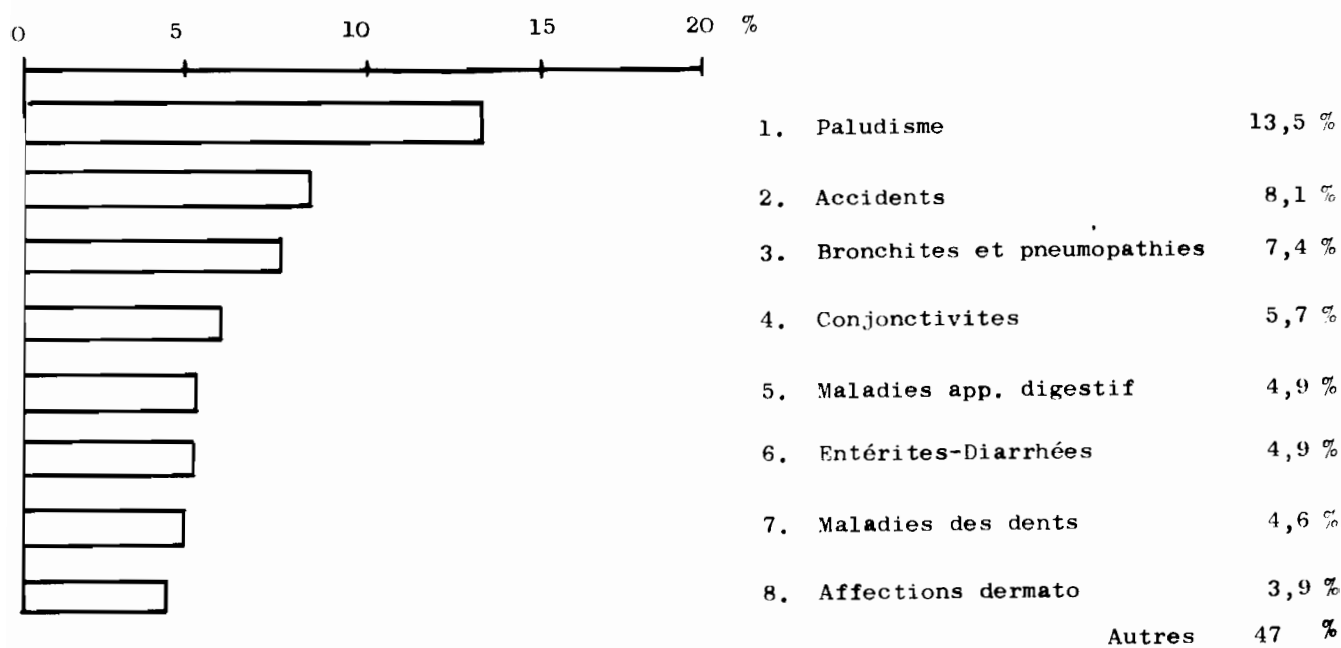 0 5 10 15 20 %
1. Paludisme 13,5 %
2. Accidents 8,1 %
3. Bronchites et pneumopathies 7,4 %
4. Conjonctivites 5,7 %
5. Maladies app. digestif 4,9 %
6. Entérites-Diarrhées 4,9 %
7. Maladies des dents 4,6 %
8. Affections dermato 3,9 %
Autres 47 %